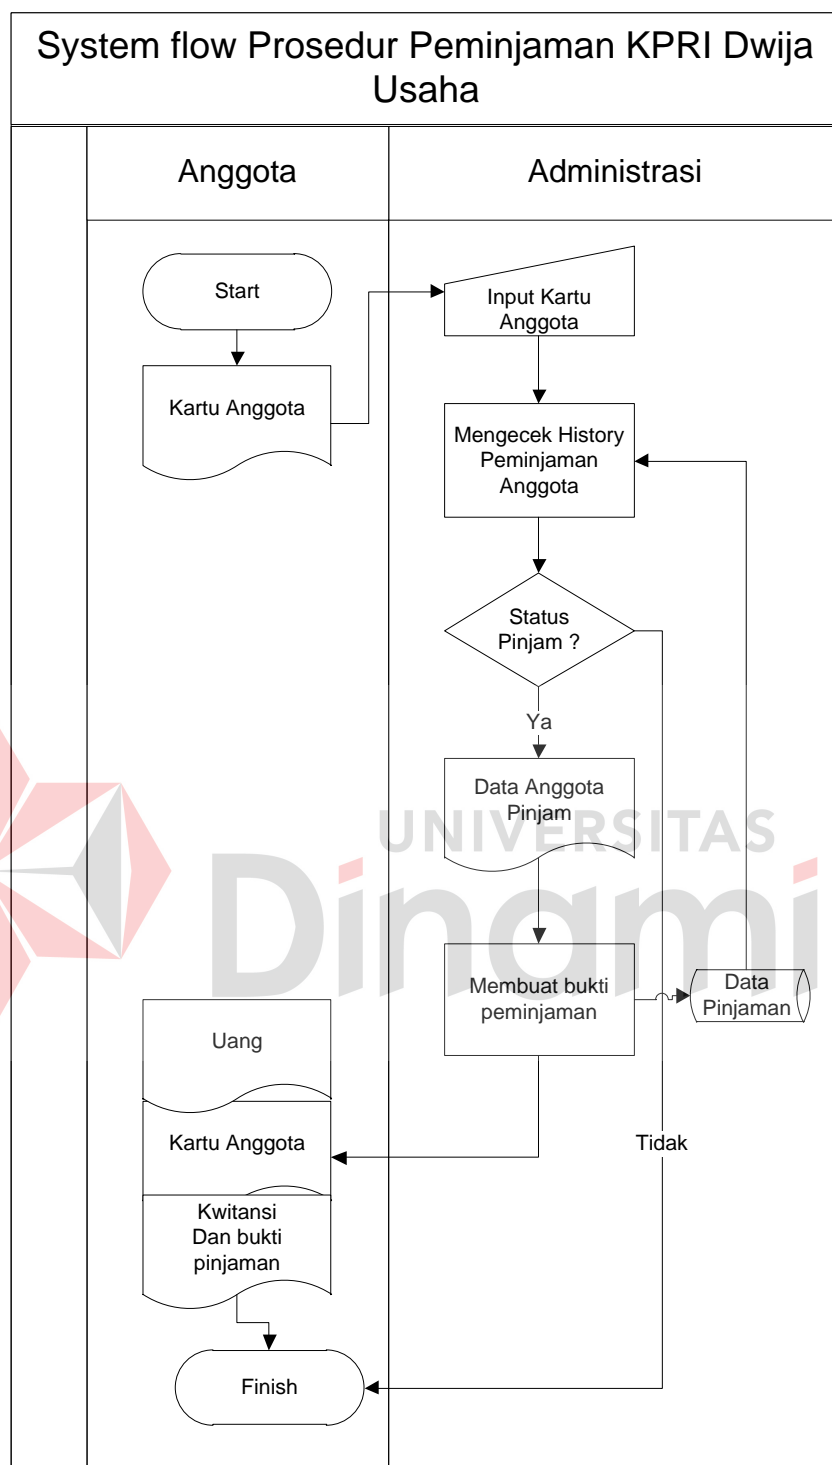 System flow Prosedur Peminjaman KPRI Dwija
Usaha
Anggota
Administrasi
Start
Input Kartu
Anggota
Kartu Anggota
Mengecek History
Peminjaman
Anggota
Status
Pinjam ?
Ya
Data Anggota
Pinjam
UNIVERSITAS
Dinami
Membuat bukti
peminjaman
Data
Pinjaman
Uang
Kartu Anggota
Tidak
Kwitansi
Dan bukti
pinjaman
Finish